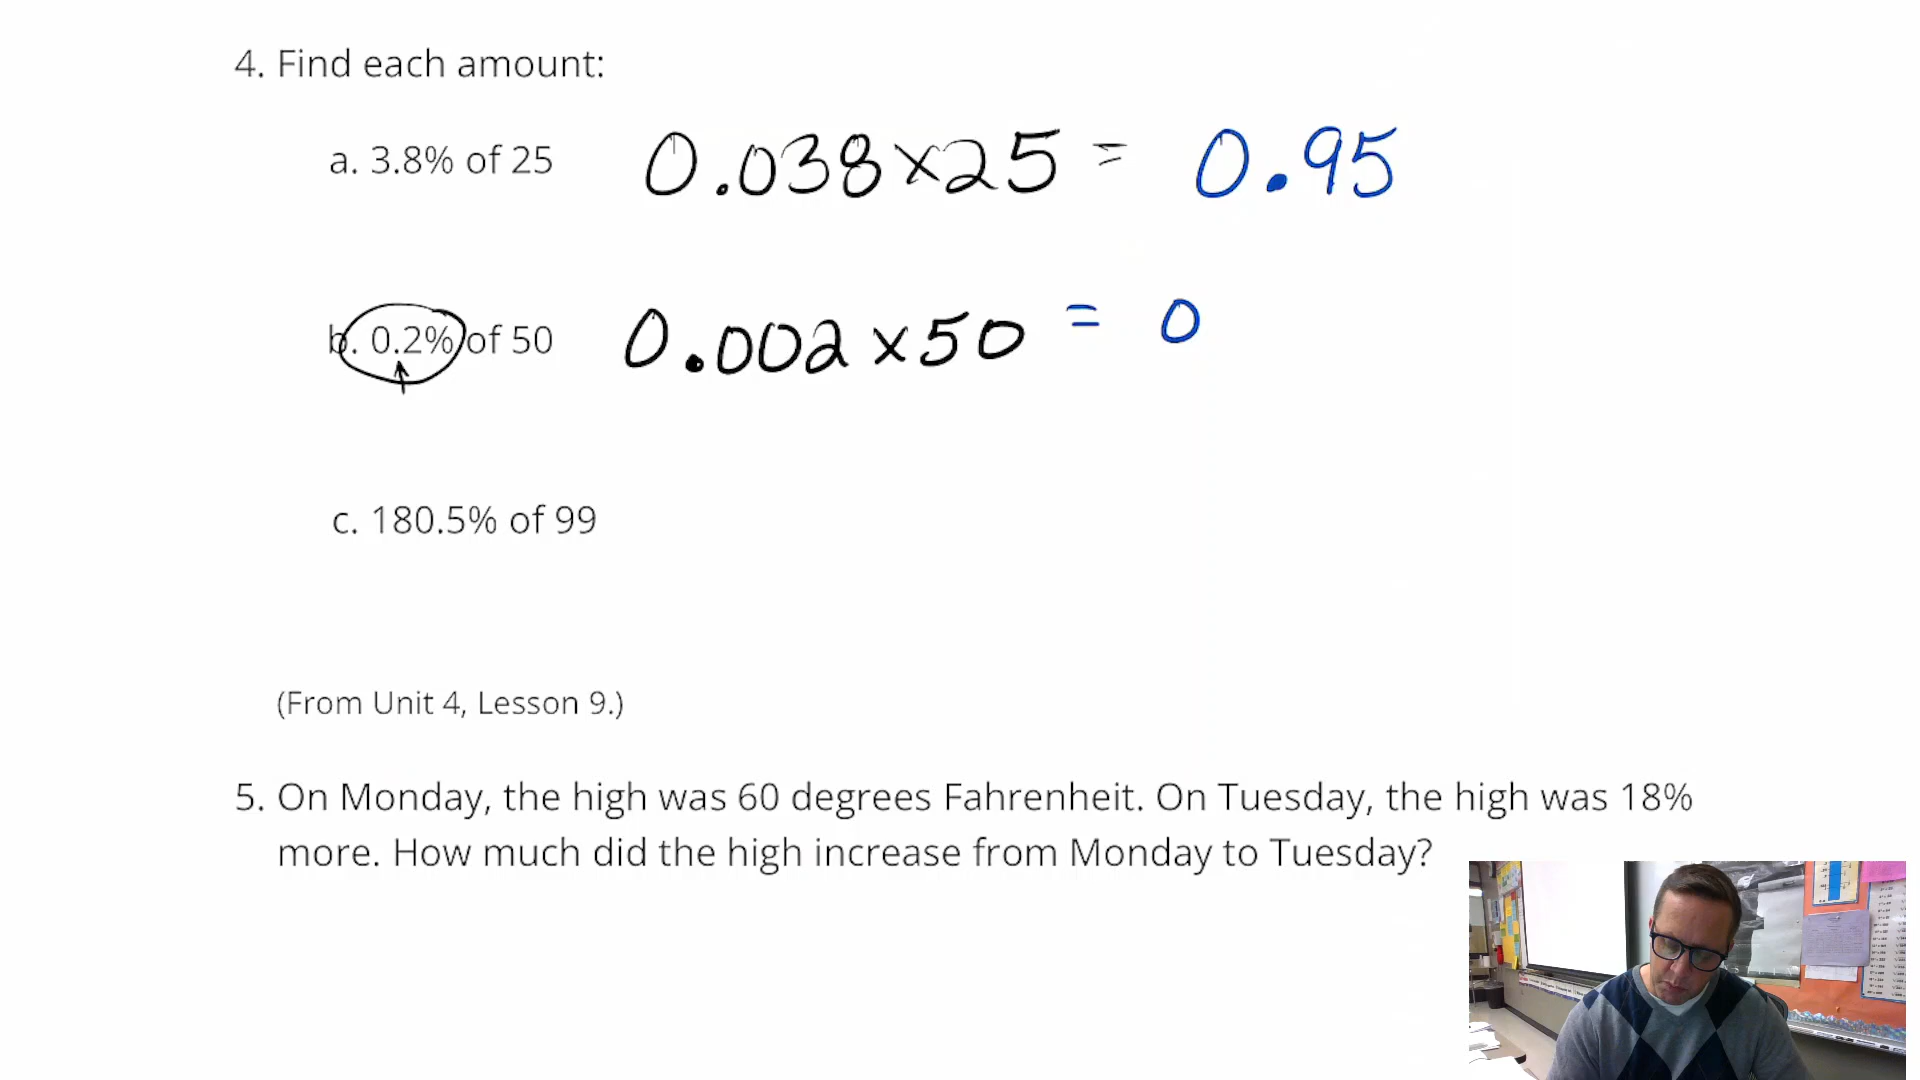 4. Find each amount:
a. 3.8% of 25 0.038×25 = 0.95
b. 0.2% of 50 0.002×50 = 0
c. 180.5% of 99
(From Unit 4, Lesson 9.)
5. On Monday, the high was 60 degrees Fahrenheit. On Tuesday, the high was 18%
more. How much did the high increase from Monday to Tuesday?